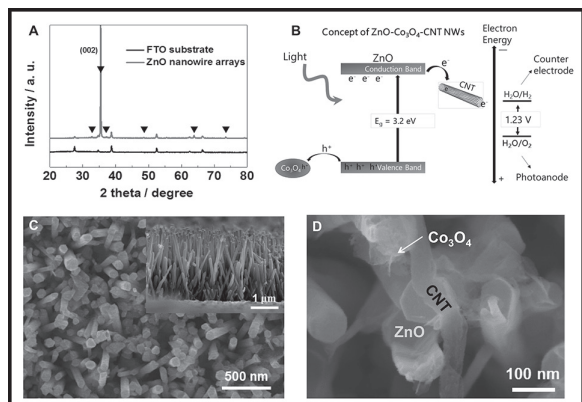 A
(002)
FTO substrate
ZnO nanowire arrays
Intensity / a. u.
20 30 40 50 60 70 80
2 theta / degree
B
Concept of ZnO-Co₃O₄-CNT NWs
Light
ZnO
Conduction Band
e⁻ e⁻ e⁻
e⁻
CNT
e⁻
e⁻
E₉ = 3.2 eV
h⁺
Co₃O₄ h⁺
h⁺ h⁺ h⁺ Valence Band
Electron
Energy
−
Counter
electrode
H₂O/H₂
1.23 V
H₂O/O₂
+
Photoanode
C
1 μm
500 nm
D
Co₃O₄
CNT
ZnO
100 nm